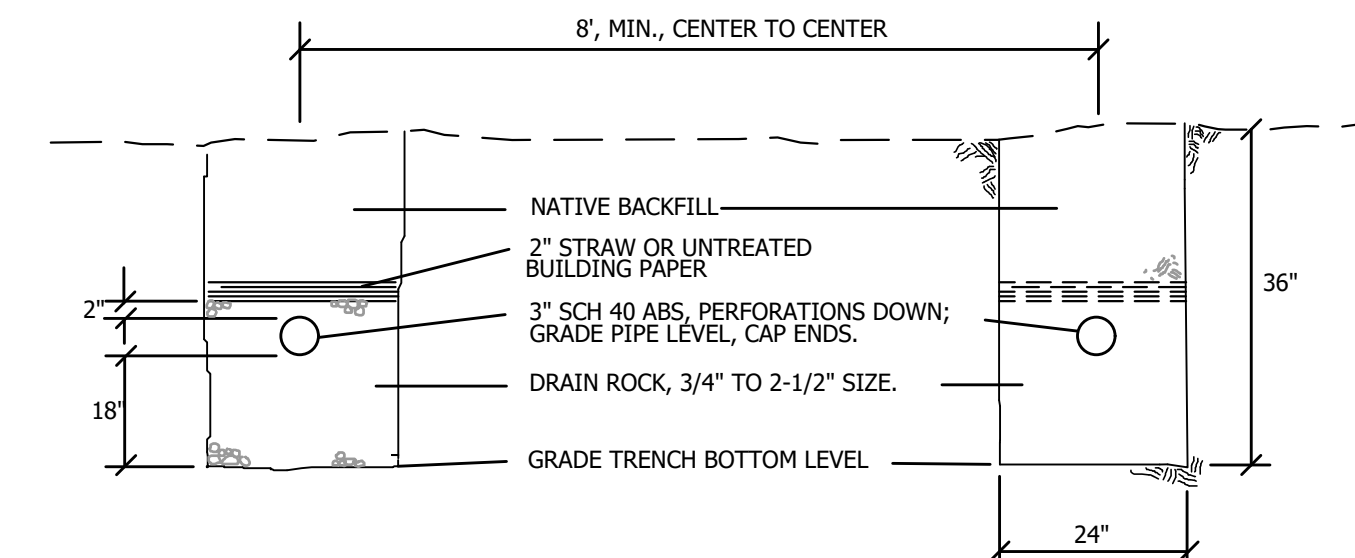 8', MIN., CENTER TO CENTER
NATIVE BACKFILL
2" STRAW OR UNTREATED
BUILDING PAPER
36"
2"
3" SCH 40 ABS, PERFORATIONS DOWN;
GRADE PIPE LEVEL, CAP ENDS.
DRAIN ROCK, 3/4" TO 2-1/2" SIZE.
18"
GRADE TRENCH BOTTOM LEVEL
24"